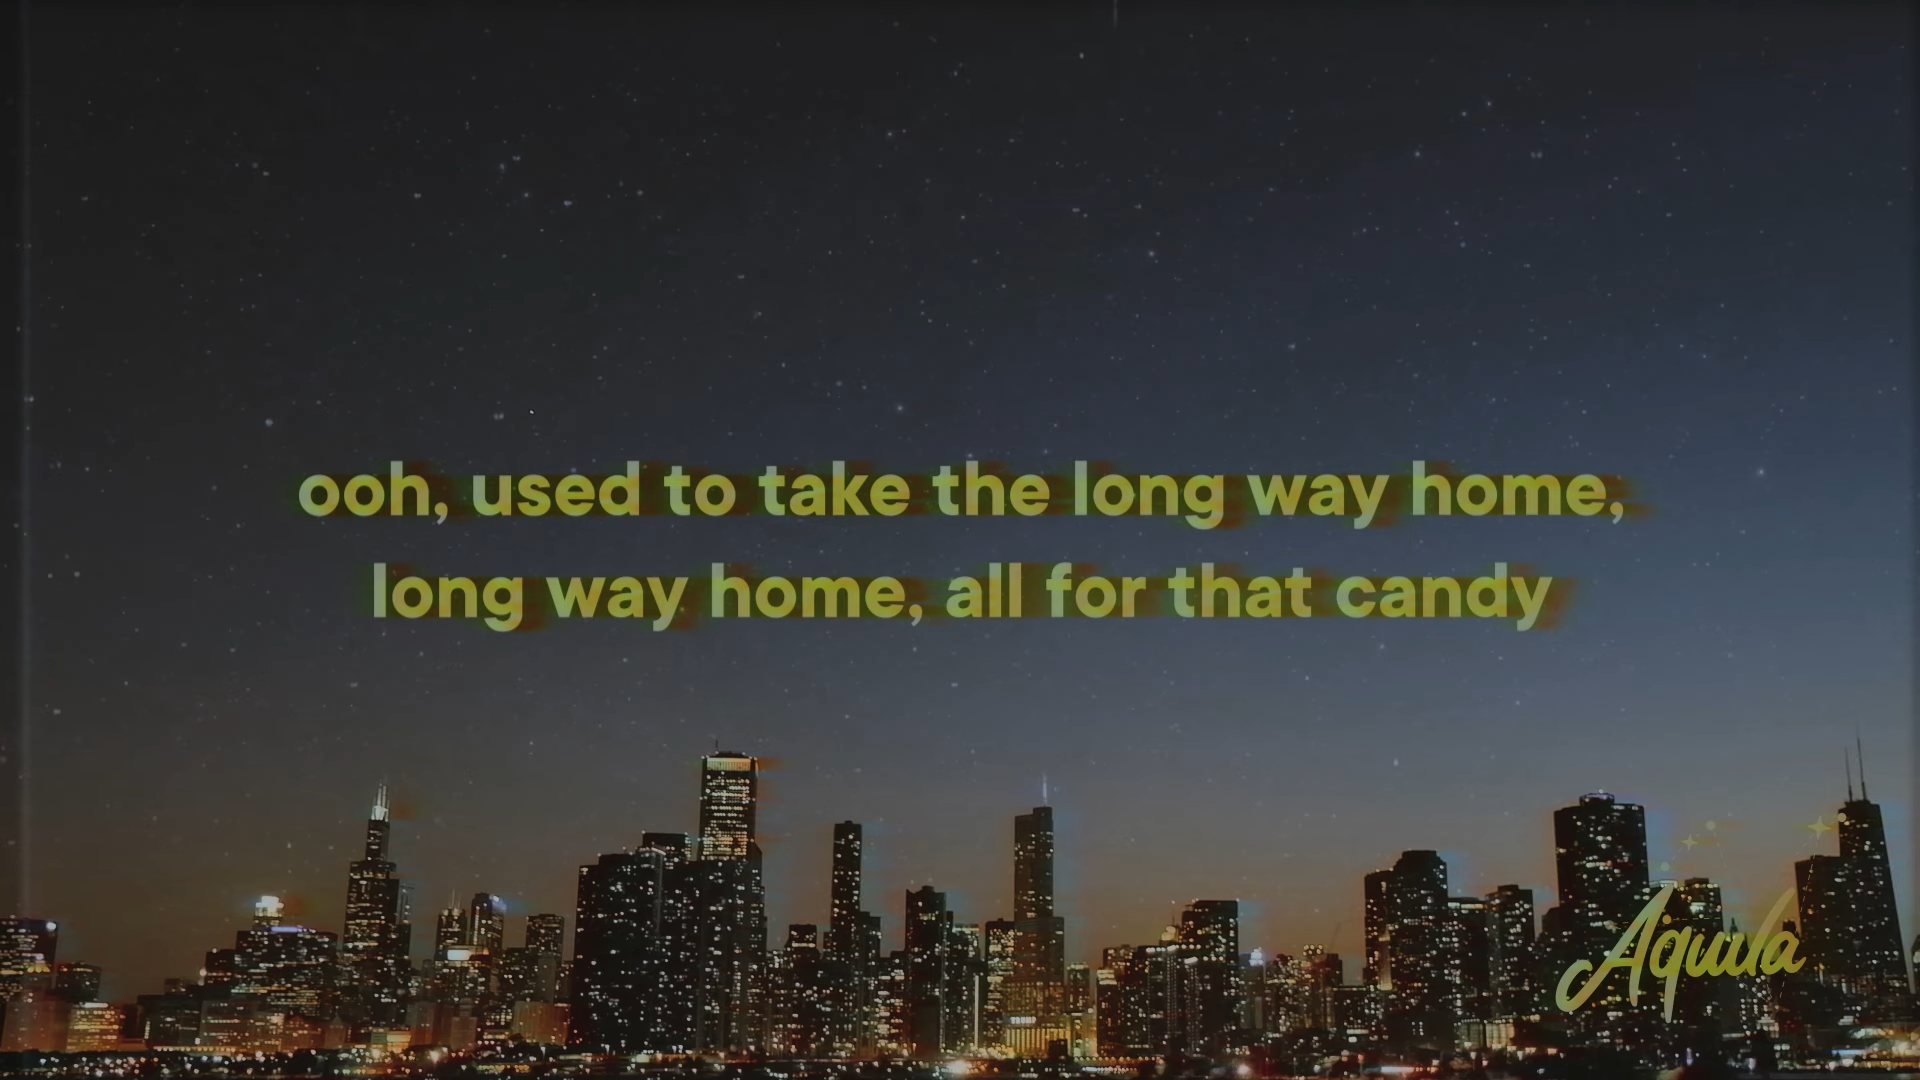 ooh, used to take the long way home,
long way home, all for that candy
Aquila